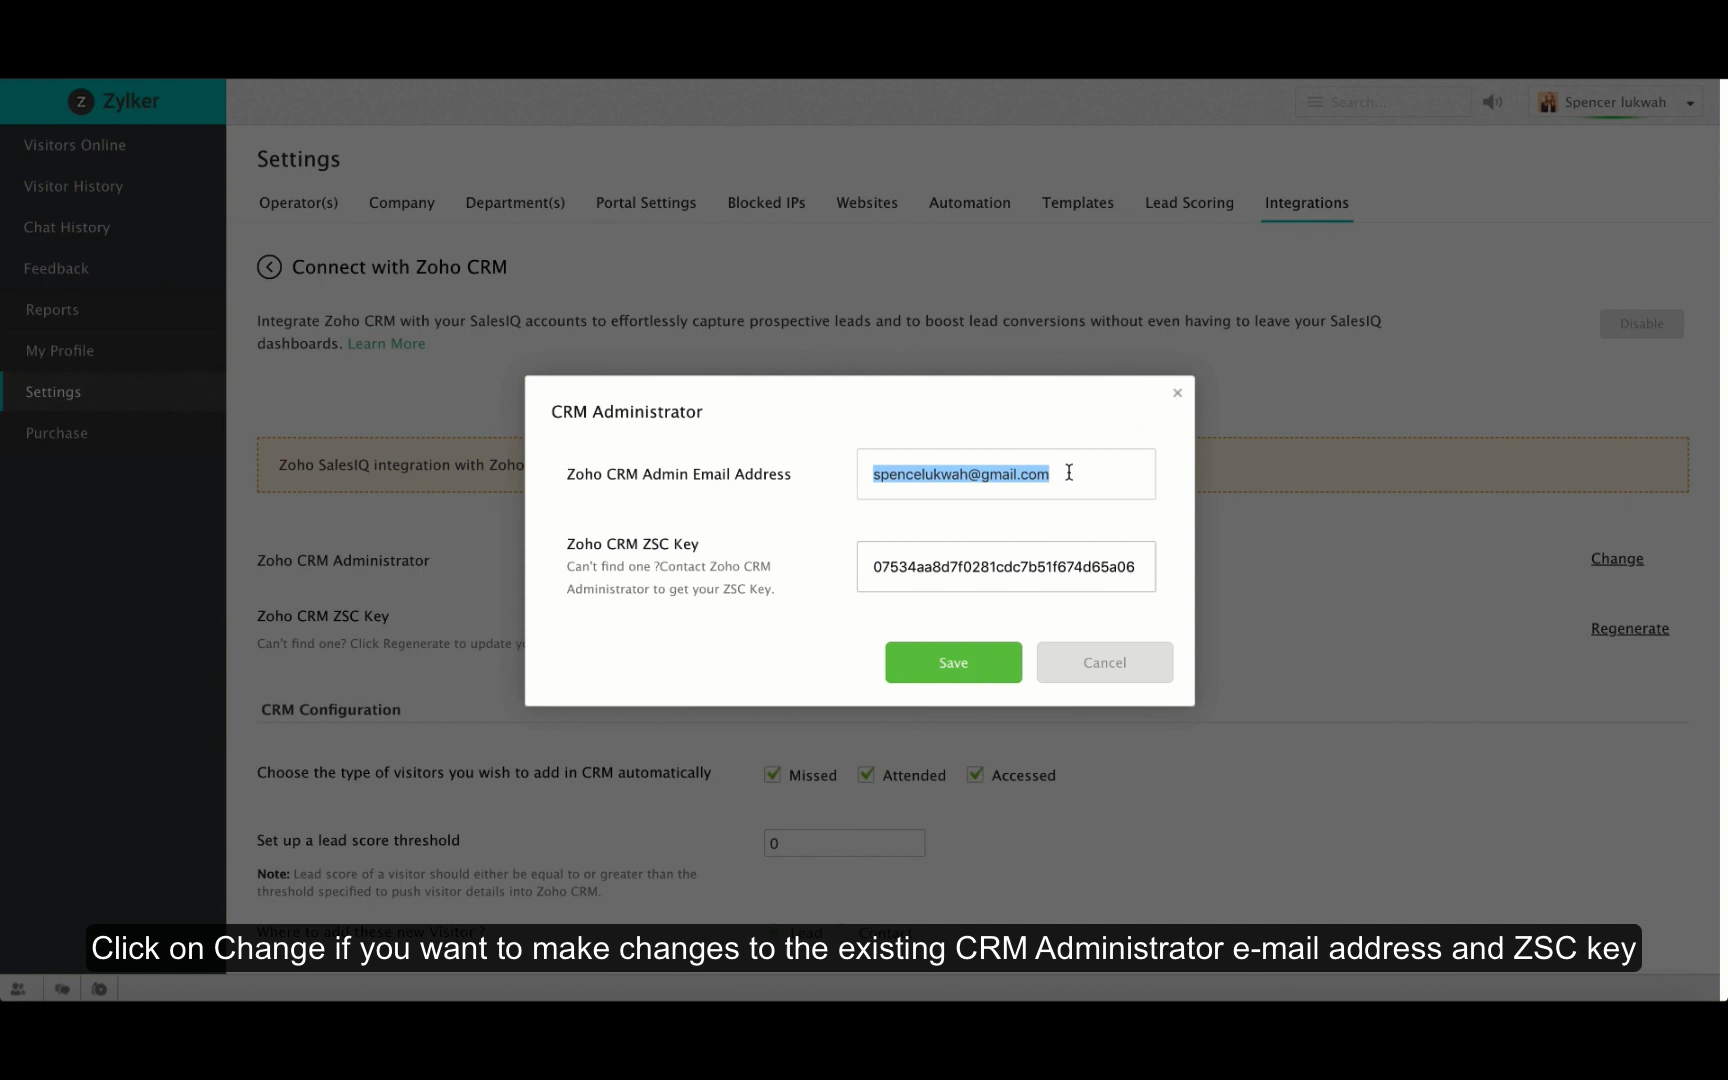 Z Zylker
Search...
Spencer lukwah
Visitors Online
Visitor History
Chat History
Feedback
Reports
My Profile
Settings
Purchase
Settings
Operator(s) Company Department(s) Portal Settings Blocked IPs Websites Automation Templates Lead Scoring Integrations
Connect with Zoho CRM
Integrate Zoho CRM with your SalesIQ accounts to effortlessly capture prospective leads and to boost lead conversions without even having to leave your SalesIQ
dashboards. Learn More
Disable
Zoho SalesIQ integration with Zoho
Zoho CRM Administrator
Change
Zoho CRM ZSC Key
Can't find one? Click Regenerate to update
Regenerate
CRM Administrator
×
Zoho CRM Admin Email Address
spencelukwah@gmail.com
Zoho CRM ZSC Key
Can't find one ?Contact Zoho CRM
Administrator to get your ZSC Key.
07534aa8d7f0281cdc7b51f674d65a06
Save Cancel
CRM Configuration
Choose the type of visitors you wish to add in CRM automatically
Missed Attended Accessed
Set up a lead score threshold
0
Note: Lead score of a visitor should either be equal to or greater than the
threshold specified to push visitor details into Zoho CRM.
Where to add these new Visitor ? Lead Contact
Click on Change if you want to make changes to the existing CRM Administrator e-mail address and ZSC key